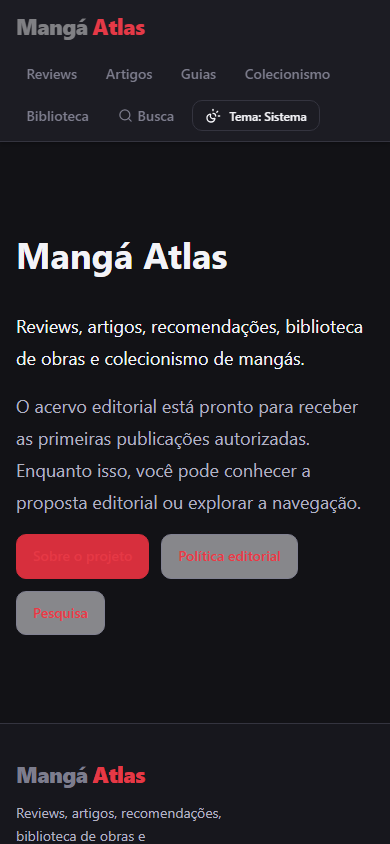 Mangá Atlas
Reviews Artigos Guias Colecionismo
Biblioteca Busca Tema: Sistema
Mangá Atlas
Reviews, artigos, recomendações, biblioteca
de obras e colecionismo de mangás.
O acervo editorial está pronto para receber
as primeiras publicações autorizadas.
Enquanto isso, você pode conhecer a
proposta editorial ou explorar a navegação.
Sobre o projeto Política editorial
Pesquisa
Mangá Atlas
Reviews, artigos, recomendações,
biblioteca de obras e